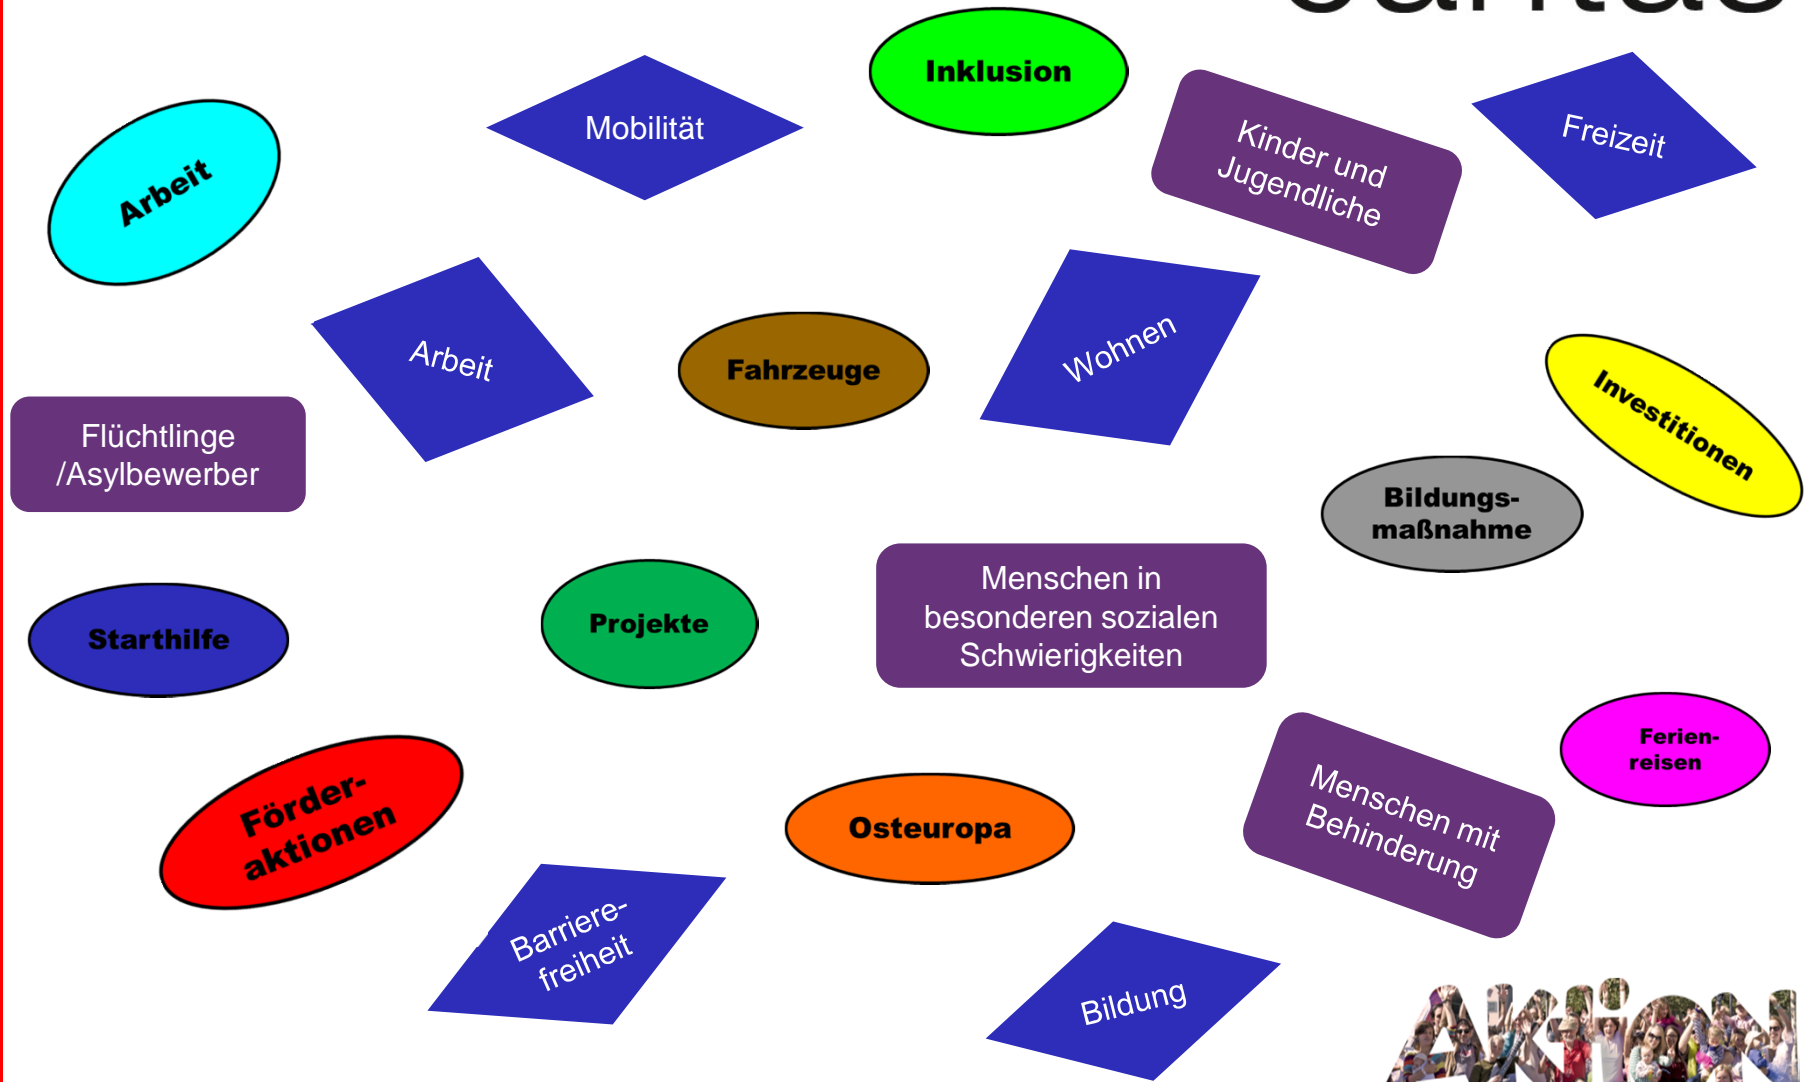 Inklusion
Mobilität
Kinder und
Jugendliche
Freizeit
Arbeit
Arbeit
Fahrzeuge
Wohnen
Investitionen
Flüchtlinge
/Asylbewerber
Bildungs-
maßnahme
Starthilfe
Projekte
Menschen in
besonderen sozialen
Schwierigkeiten
Ferien-
reisen
Förder-
aktionen
Osteuropa
Menschen mit
Behinderung
Barriere-
freiheit
Bildung
AKtiON